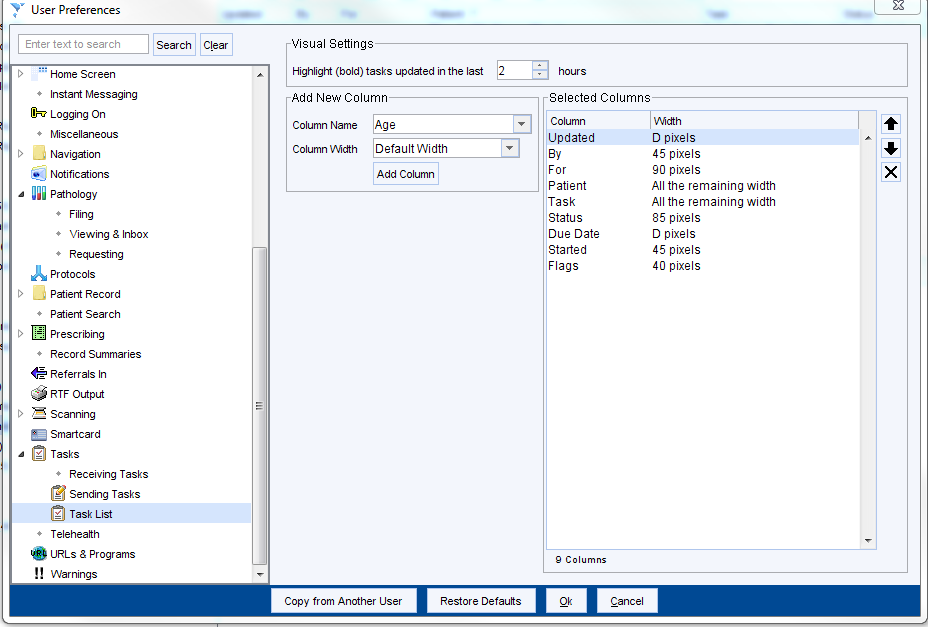 User Preferences
Enter text to search
Search
Clear
Home Screen
Instant Messaging
Logging On
Miscellaneous
Navigation
Notifications
Pathology
Filing
Viewing & Inbox
Requesting
Protocols
Patient Record
Patient Search
Prescribing
Record Summaries
Referrals In
RTF Output
Scanning
Smartcard
Tasks
Receiving Tasks
Sending Tasks
Task List
Telehealth
URLs & Programs
Warnings
Visual Settings
Highlight (bold) tasks updated in the last 2 hours
Add New Column
Column Name Age
Column Width Default Width
Add Column
Selected Columns
Column Width
Updated D pixels
By 45 pixels
For 90 pixels
Patient All the remaining width
Task All the remaining width
Status 85 pixels
Due Date D pixels
Started 45 pixels
Flags 40 pixels
9 Columns
Copy from Another User
Restore Defaults
Ok
Cancel